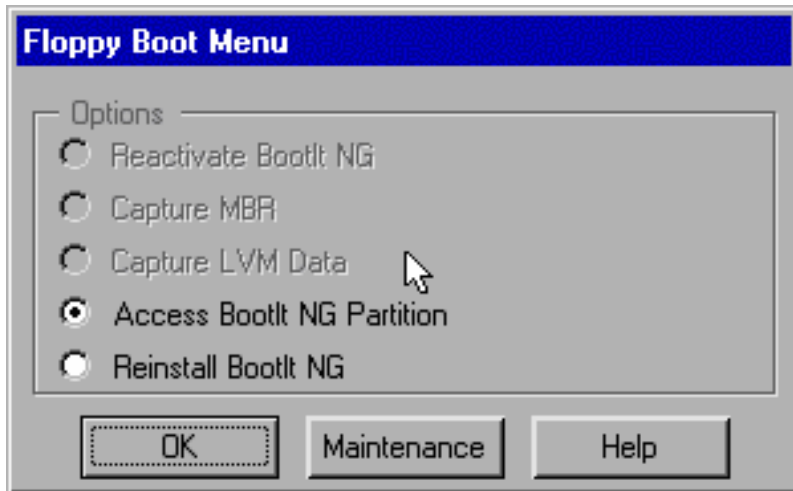 Floppy Boot Menu
Options
Reactivate BootIt NG
Capture MBR
Capture LVM Data
Access BootIt NG Partition
Reinstall BootIt NG
OK Maintenance Help